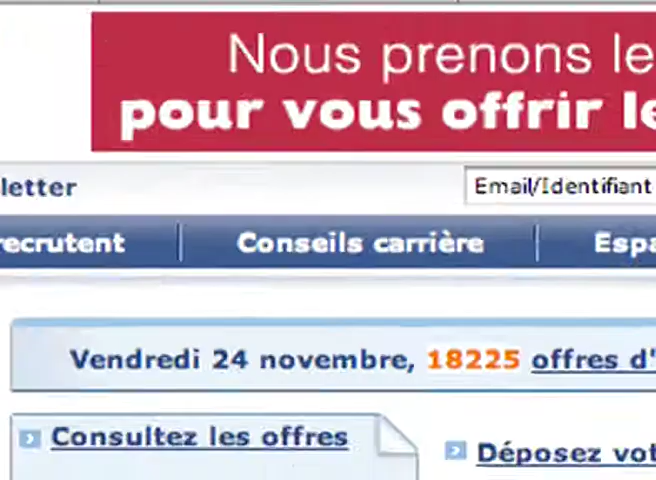 Nous prenons le
pour vous offrir le
letter
Email/Identifiant
recrutent
Conseils carrière
Espa
Vendredi 24 novembre, 18225 offres d'
Consultez les offres
Déposez vot